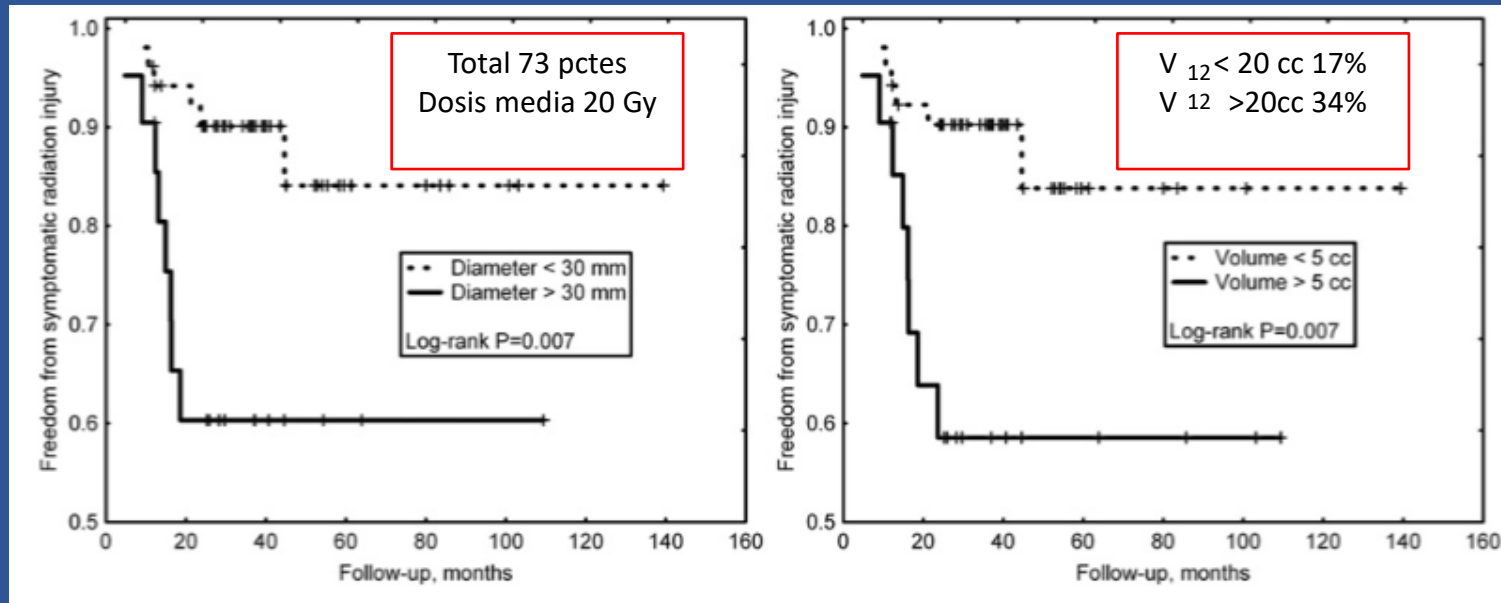 Total 73 pctes
Dosis media 20 Gy
Freedom from symptomatic radiation injury
1.0
0.9
0.8
0.7
0.6
0.5
Diameter < 30 mm
Diameter > 30 mm
Log-rank P=0.007
0 20 40 60 80 100 120 140 160
Follow-up, months
V 12 < 20 cc 17%
V 12 >20cc 34%
Freedom from symptomatic radiation injury
1.0
0.9
0.8
0.7
0.6
0.5
Volume < 5 cc
Volume > 5 cc
Log-rank P=0.007
0 20 40 60 80 100 120 140 160
Follow-up, months